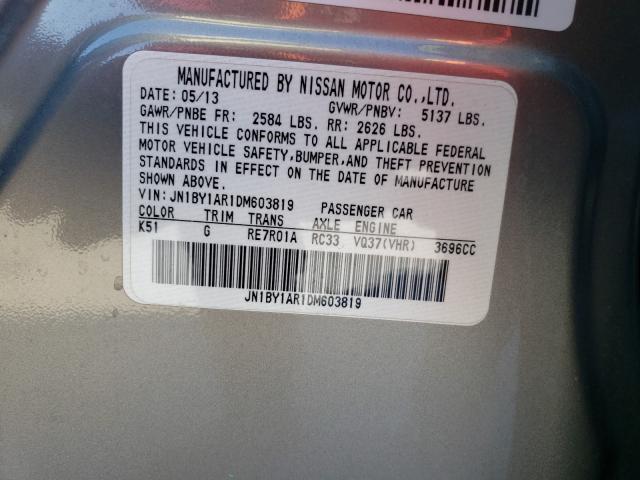 MANUFACTURED BY NISSAN MOTOR CO.,LTD.
DATE: 05/13 GVWR/PNBV: 5137 LBS.
GAWR/PNBE FR: 2584 LBS. RR: 2626 LBS.
THIS VEHICLE CONFORMS TO ALL APPLICABLE FEDERAL
MOTOR VEHICLE SAFETY,BUMPER,AND THEFT PREVENTION
STANDARDS IN EFFECT ON THE DATE OF MANUFACTURE
SHOWN ABOVE.
VIN: JN1BY1AR1DM603819 PASSENGER CAR
COLOR TRIM TRANS AXLE ENGINE
K51 G RE7R01A RC33 VQ37(VHR) 3696CC
JN1BY1AR1DM603819